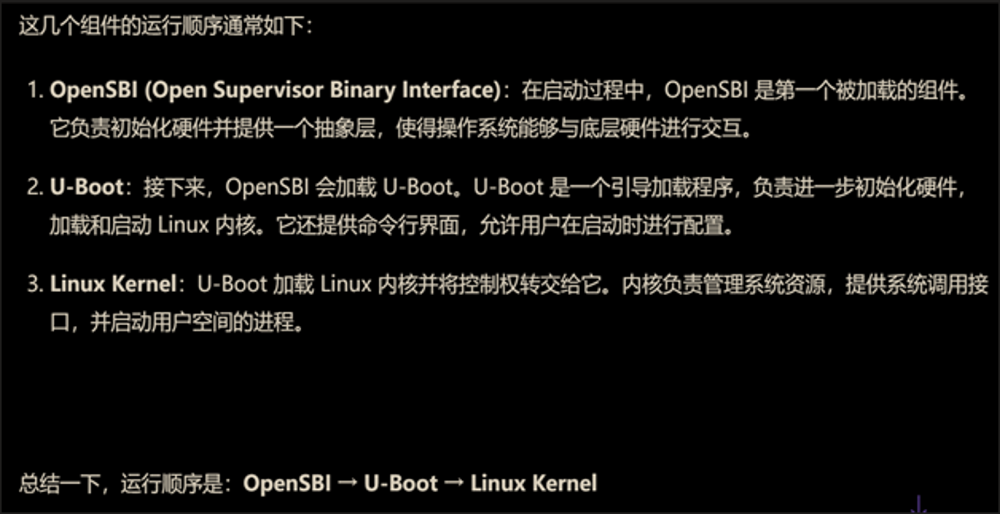 这几个组件的运行顺序通常如下：
1. OpenSBI (Open Supervisor Binary Interface)：在启动过程中，OpenSBI 是第一个被加载的组件。
它负责初始化硬件并提供一个抽象层，使得操作系统能够与底层硬件进行交互。
2. U-Boot：接下来，OpenSBI 会加载 U-Boot。U-Boot 是一个引导加载程序，负责进一步初始化硬件，
加载和启动 Linux 内核。它还提供命令行界面，允许用户在启动时进行配置。
3. Linux Kernel：U-Boot 加载 Linux 内核并将控制权转交给它。内核负责管理系统资源，提供系统调用接
口，并启动用户空间的进程。
总结一下，运行顺序是：OpenSBI → U-Boot → Linux Kernel